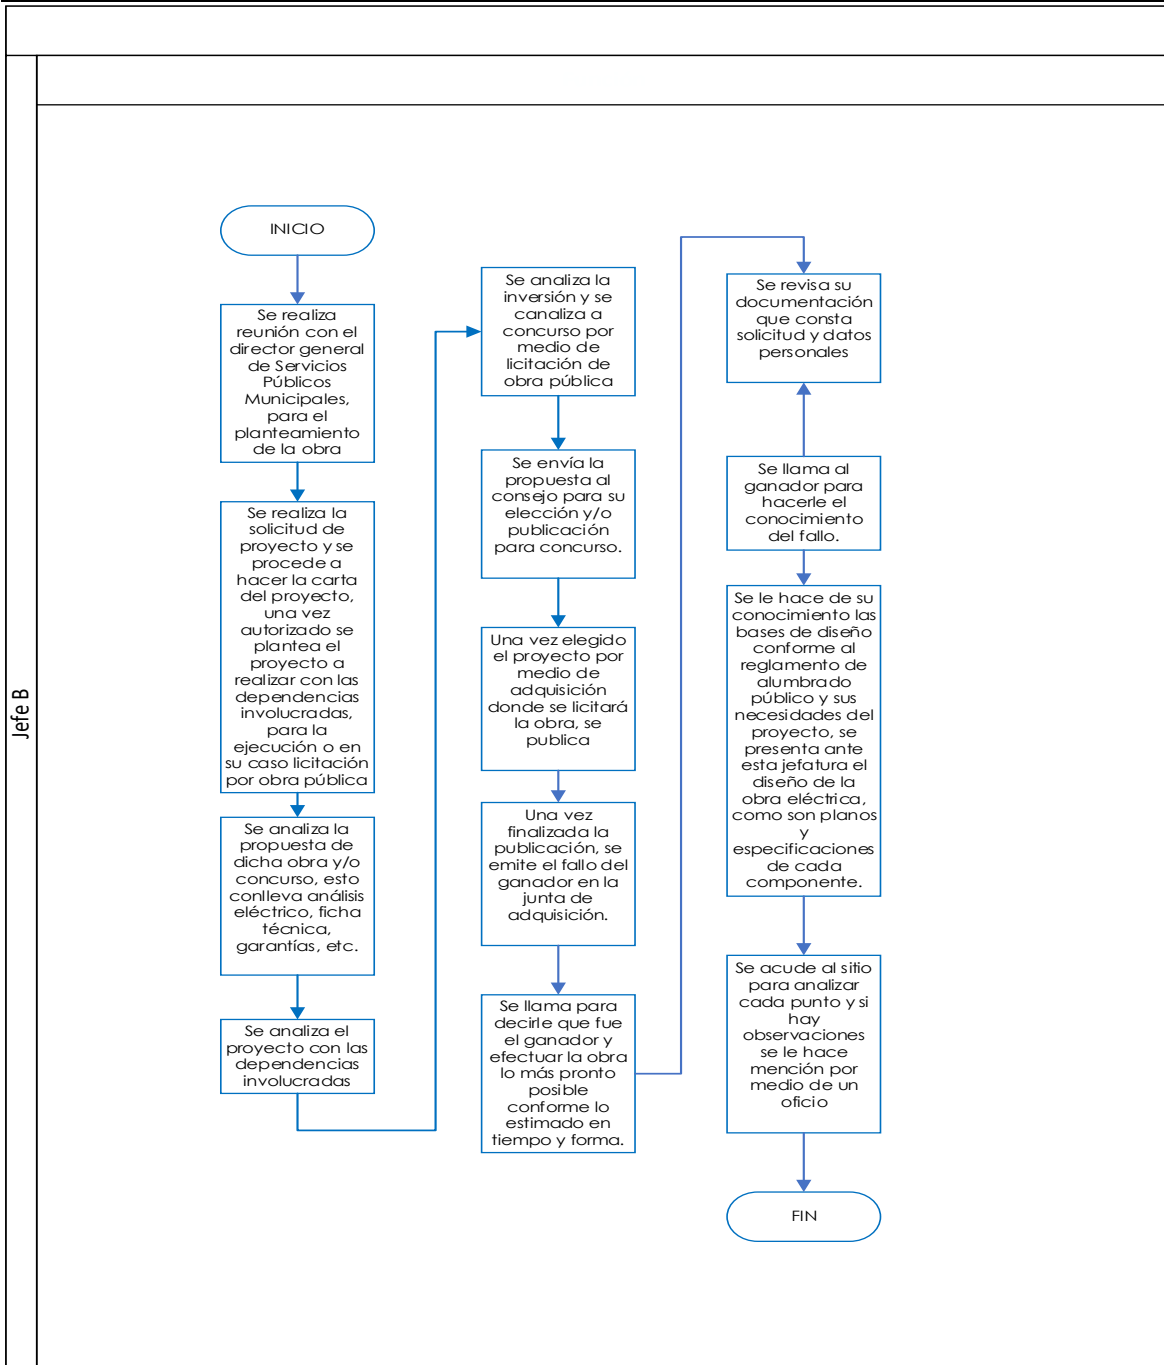 Jefe B
INICIO
Se realiza
reunión con el
director general
de Servicios
Públicos
Municipales,
para el
planteamiento
de la obra
Se realiza la
solicitud de
proyecto y se
procede a
hacer la carta
del proyecto,
una vez
autorizado se
plantea el
proyecto a
realizar con las
dependencias
involucradas,
para la
ejecución o en
su caso licitación
por obra pública
Se analiza la
propuesta de
dicha obra y/o
concurso, esto
conlleva análisis
eléctrico, ficha
técnica,
garantías, etc.
Se analiza el
proyecto con las
dependencias
involucradas
Se analiza la
inversión y se
canaliza a
concurso por
medio de
licitación de
obra pública
Se envía la
propuesta al
consejo para su
elección y/o
publicación
para concurso.
Una vez elegido
el proyecto por
medio de
adquisición
donde se licitará
la obra, se
publica
Una vez
finalizada la
publicación, se
emite el fallo del
ganador en la
junta de
adquisición.
Se llama para
decirle que fue
el ganador y
efectuar la obra
lo más pronto
posible
conforme lo
estimado en
tiempo y forma.
Se revisa su
documentación
que consta
solicitud y datos
personales
Se llama al
ganador para
hacerle el
conocimiento
del fallo.
Se le hace de su
conocimiento las
bases de diseño
conforme al
reglamento de
alumbrado
público y sus
necesidades del
proyecto, se
presenta ante
esta jefatura el
diseño de la
obra eléctrica,
como son planos
y
especificaciones
de cada
componente.
Se acude al sitio
para analizar
cada punto y si
hay
observaciones
se le hace
mención por
medio de un
oficio
FIN